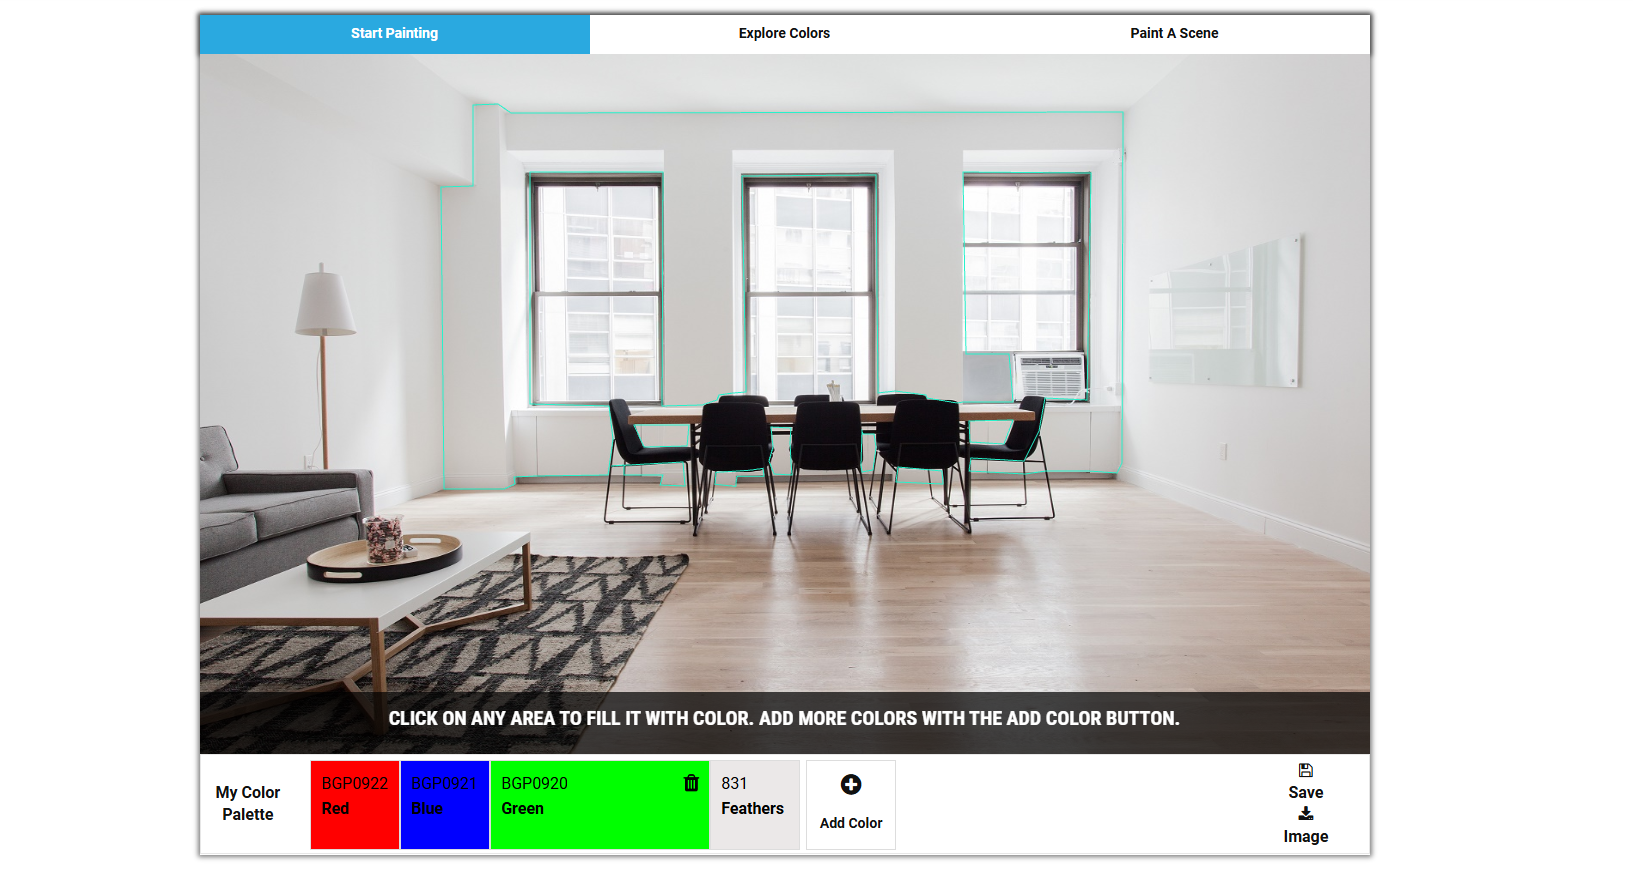 Start Painting
Explore Colors
Paint A Scene
CLICK ON ANY AREA TO FILL IT WITH COLOR. ADD MORE COLORS WITH THE ADD COLOR BUTTON.
My Color
Palette
BGP0922
Red
BGP0921
Blue
BGP0920
Green
831
Feathers
Add Color
Save
Image